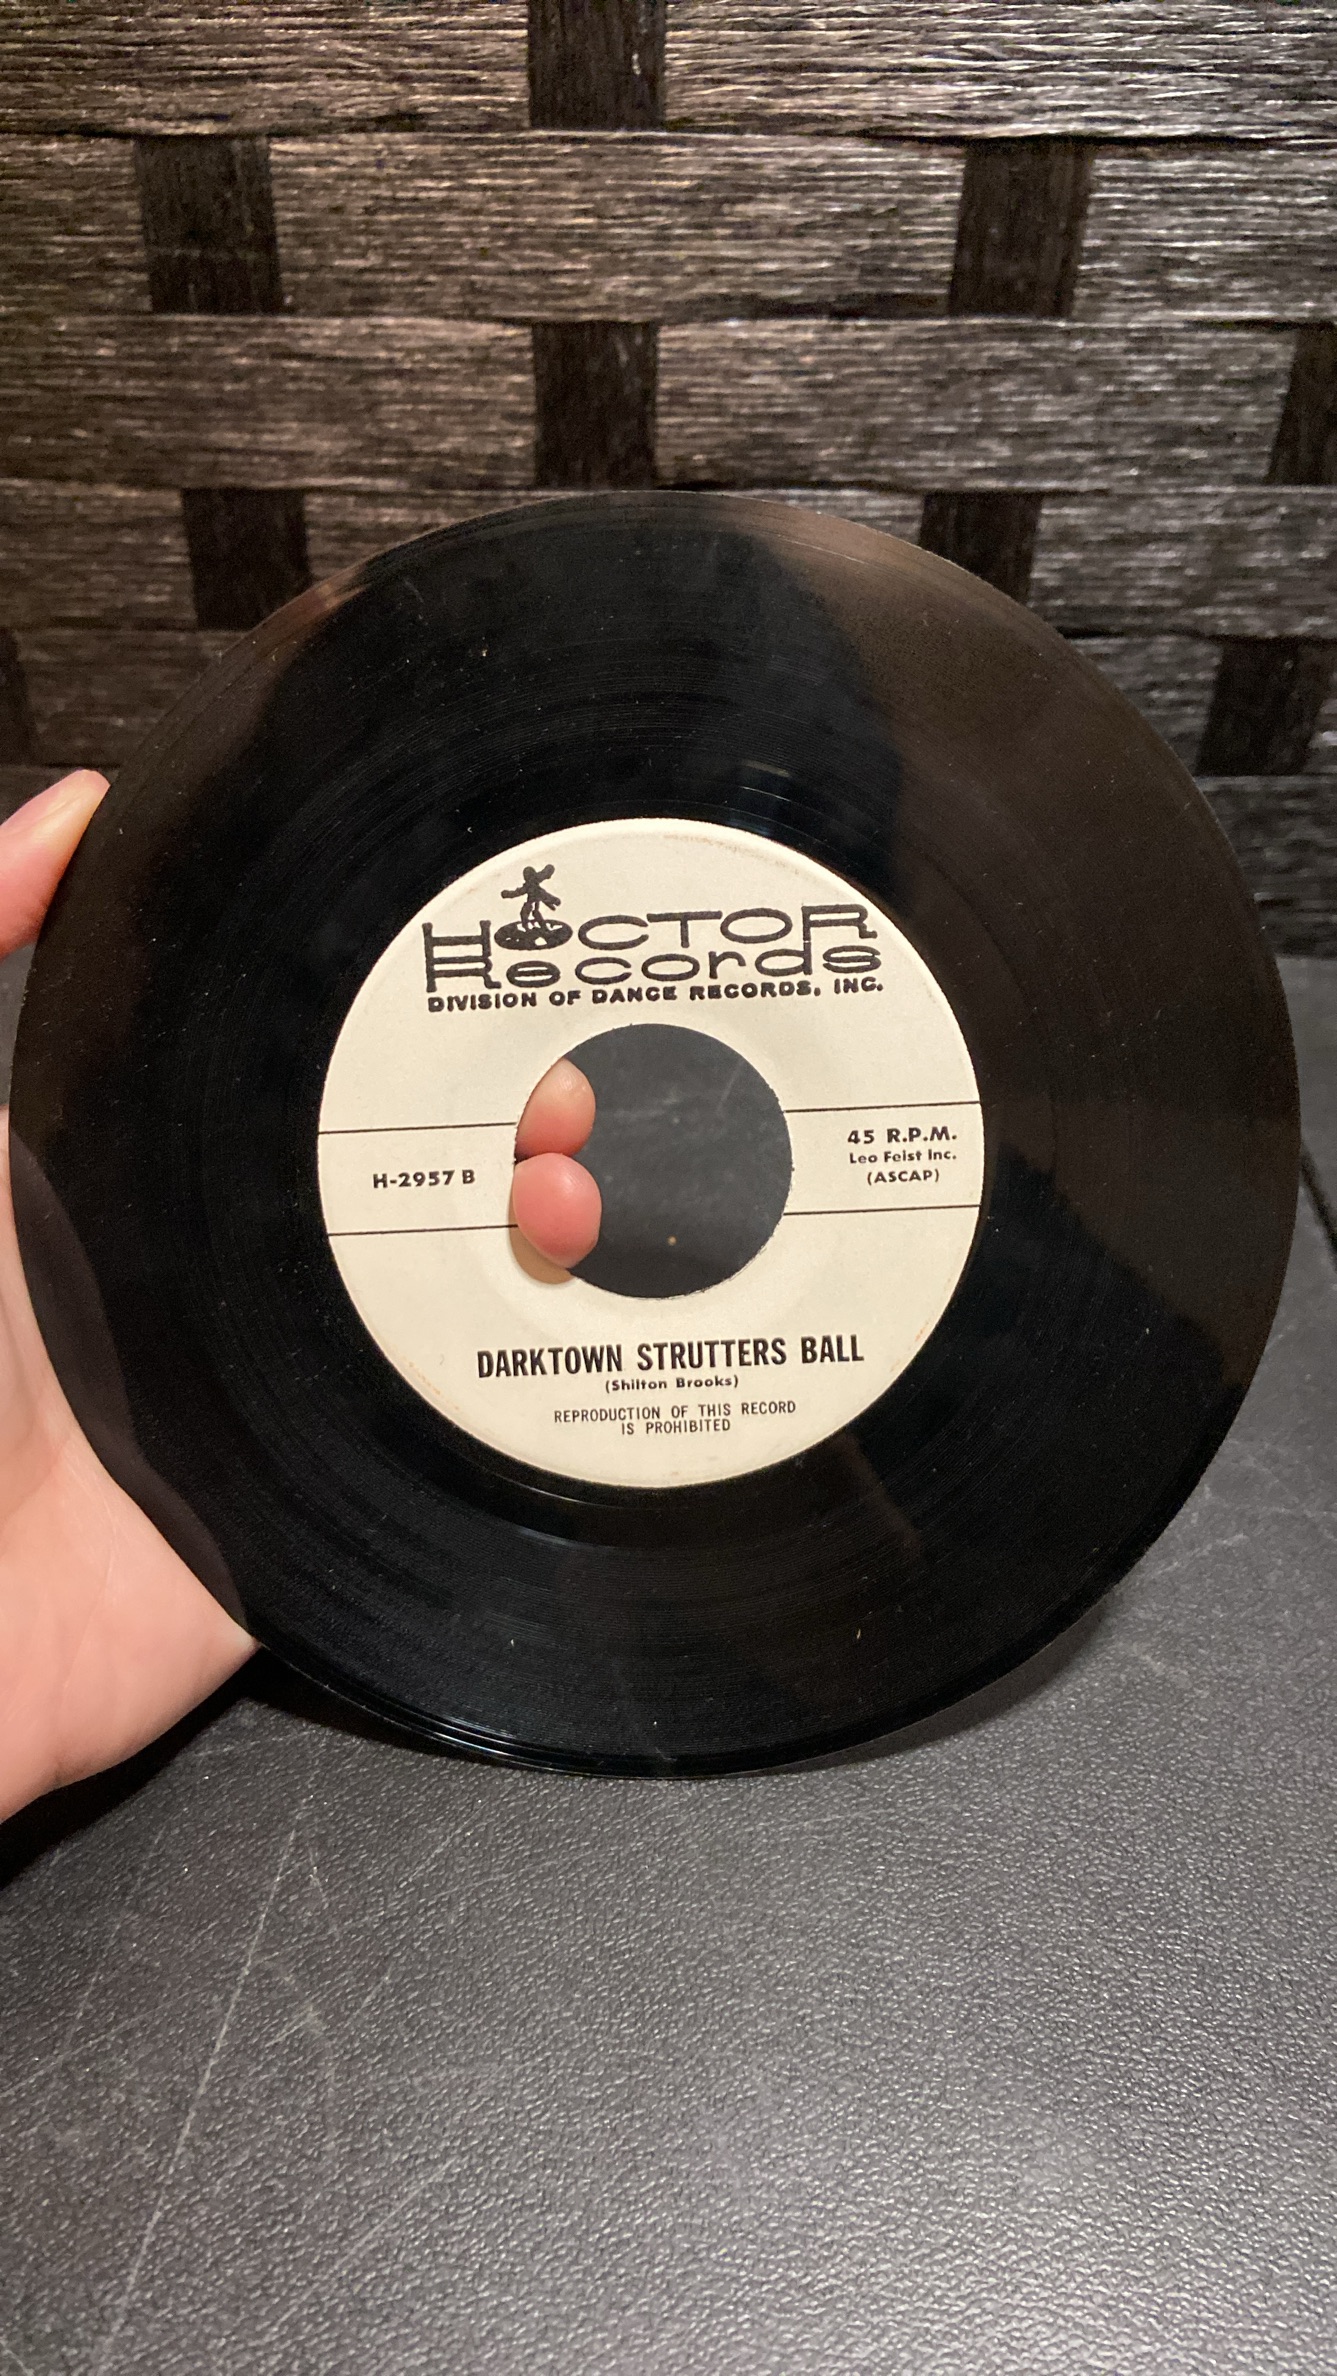 HOCTOR
Records
DIVISION OF DANCE RECORDS, INC.
H-2957 B
45 R.P.M.
Leo Feist Inc.
(ASCAP)
DARKTOWN STRUTTERS BALL
(Shilton Brooks)
REPRODUCTION OF THIS RECORD
IS PROHIBITED